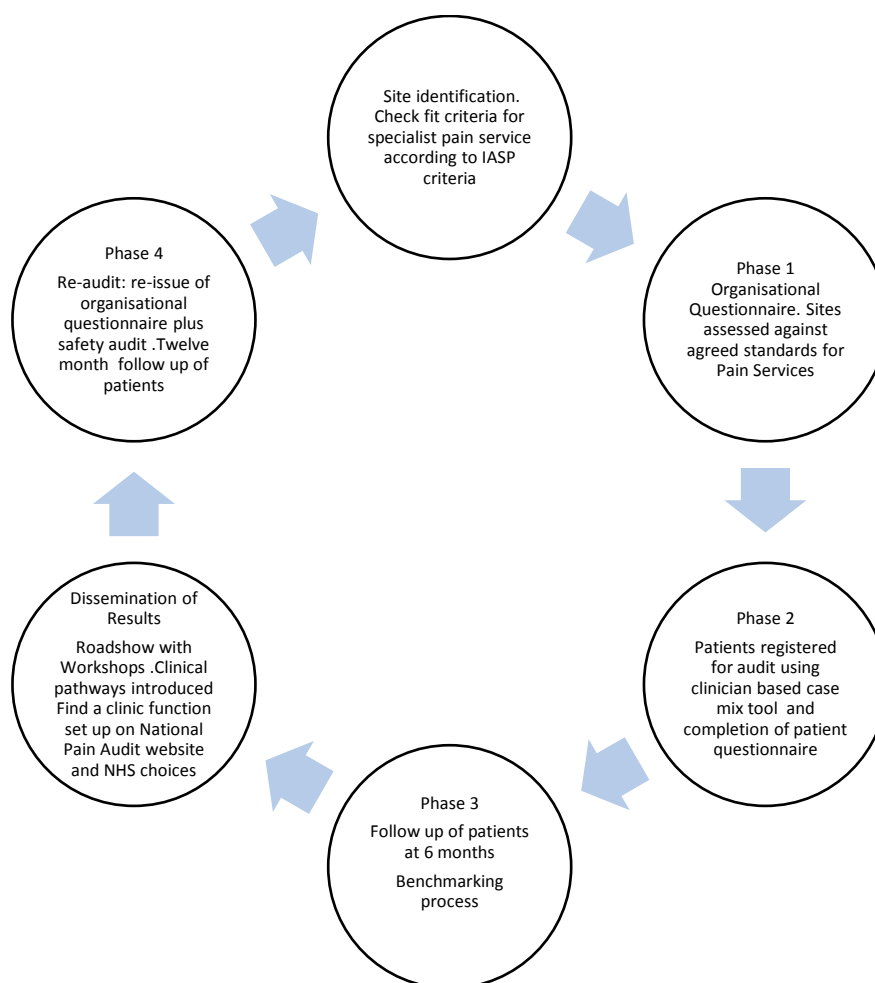 Site identification.
Check fit criteria for
specialist pain service
according to IASP
criteria
Phase 1
Organisational
Questionnaire. Sites
assessed against
agreed standards for
Pain Services
Phase 2
Patients registered
for audit using
clinician based case
mix tool and
completion of patient
questionnaire
Phase 3
Follow up of patients
at 6 months
Benchmarking
process
Dissemination of
Results
Roadshow with
Workshops .Clinical
pathways introduced
Find a clinic function
set up on National
Pain Audit website
and NHS choices
Phase 4
Re-audit: re-issue of
organisational
questionnaire plus
safety audit .Twelve
month follow up of
patients